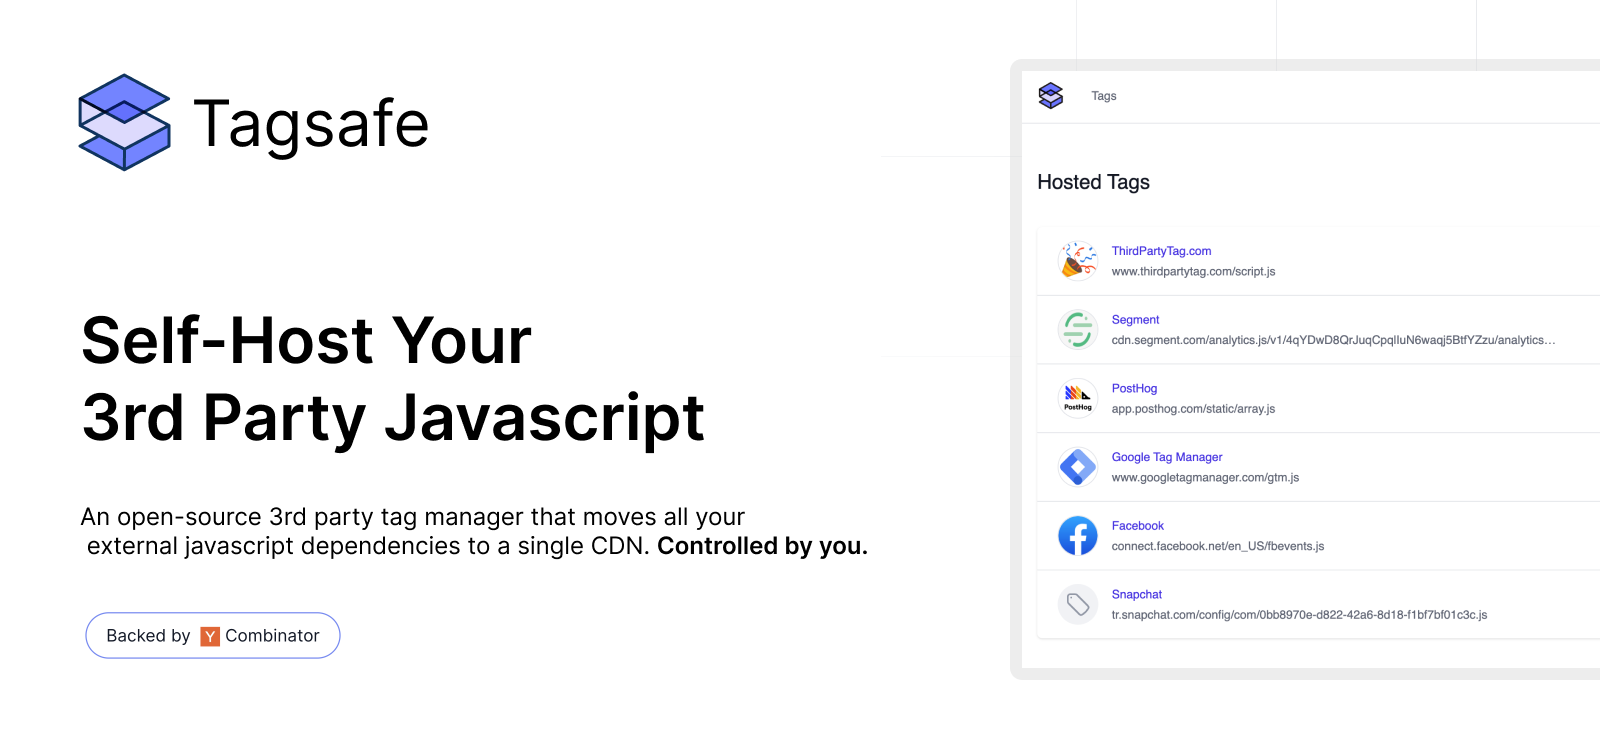 Tagsafe
Self-Host Your
3rd Party Javascript
An open-source 3rd party tag manager that moves all your
external javascript dependencies to a single CDN. Controlled by you.
Backed by Y Combinator
Tags
Hosted Tags
ThirdPartyTag.com
www.thirdpartytag.com/script.js
Segment
cdn.segment.com/analytics.js/v1/4qYDwD8QrJuqCpqlIuN6waqj5BtfYZzu/analytics…
PostHog
PostHog
app.posthog.com/static/array.js
Google Tag Manager
www.googletagmanager.com/gtm.js
Facebook
connect.facebook.net/en_US/fbevents.js
Snapchat
tr.snapchat.com/config/com/0bb8970e-d822-42a6-8d18-f1bf7bf01c3c.js